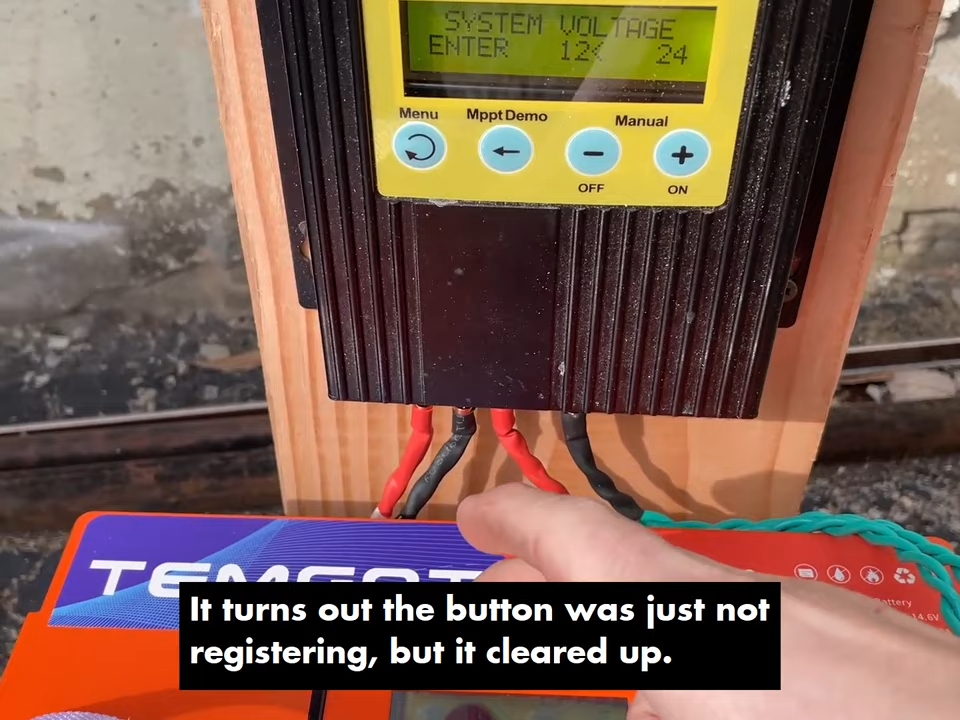 SYSTEM VOLTAGE
ENTER 12< 24
Menu Mppt Demo Manual
OFF ON
It turns out the button was just not
registering, but it cleared up.